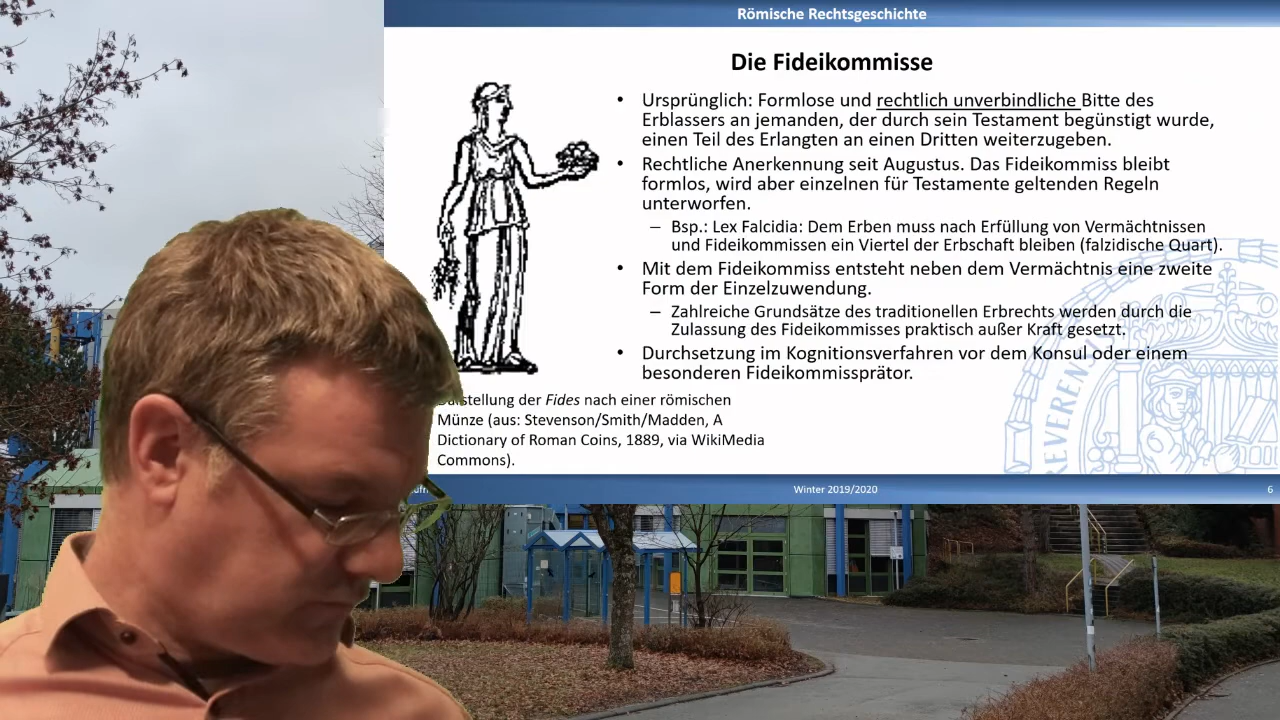 Römische Rechtsgeschichte
Die Fideikommisse
• Ursprünglich: Formlose und rechtlich unverbindliche Bitte des
Erblassers an jemanden, der durch sein Testament begünstigt wurde,
einen Teil des Erlangten an einen Dritten weiterzugeben.
• Rechtliche Anerkennung seit Augustus. Das Fideikommiss bleibt
formlos, wird aber einzelnen für Testamente geltenden Regeln
unterworfen.
– Bsp.: Lex Falcidia: Dem Erben muss nach Erfüllung von Vermächtnissen
und Fideikommissen ein Viertel der Erbschaft bleiben (falzidische Quart).
• Mit dem Fideikommiss entsteht neben dem Vermächtnis eine zweite
Form der Einzelzuwendung.
– Zahlreiche Grundsätze des traditionellen Erbrechts werden durch die
Zulassung des Fideikommisses praktisch außer Kraft gesetzt.
• Durchsetzung im Kognitionsverfahren vor dem Konsul oder einem
besonderen Fideikommissprätor.
Darstellung der Fides nach einer römischen
Münze (aus: Stevenson/Smith/Madden, A
Dictionary of Roman Coins, 1889, via WikiMedia
Commons).
REVERENS
Winter 2019/2020
6